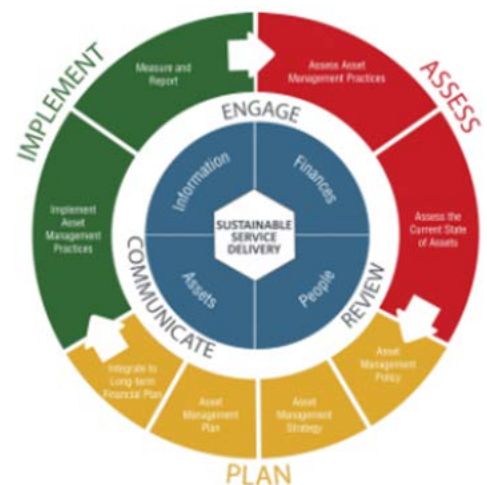 IMPLEMENT
Measure and
Report
Implement
Asset
Management
Practices
ASSESS
Assess Asset
Management Practices
Assess the
Current State
of Assets
PLAN
Asset
Management
Policy
Asset
Management
Strategy
Asset
Management
Plan
Integrate to
Long-term
Financial Plan
ENGAGE
REVIEW
COMMUNICATE
Information
Finances
People
Assets
SUSTAINABLE
SERVICE
DELIVERY